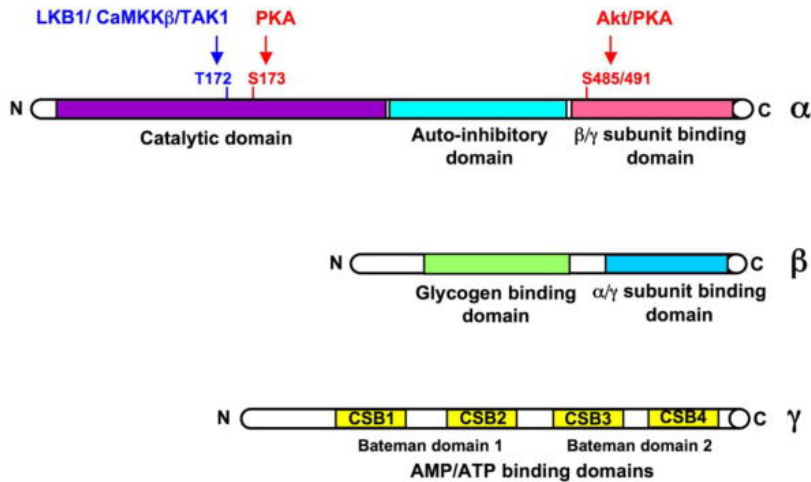 LKB1/ CaMKKβ/TAK1 PKA Akt/PKA
T172 S173 S485/491
N C α
Catalytic domain Auto-inhibitory domain β/γ subunit binding domain
N C β
Glycogen binding domain α/γ subunit binding domain
N CSB1 CSB2 CSB3 CSB4 C γ
Bateman domain 1 Bateman domain 2
AMP/ATP binding domains